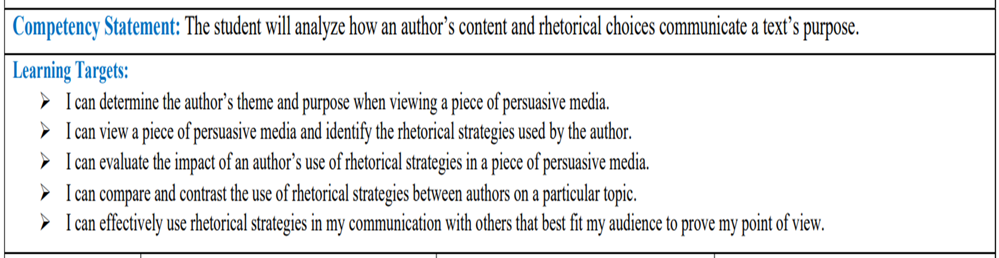 Competency Statement: The student will analyze how an author’s content and rhetorical choices communicate a text’s purpose.
Learning Targets:
➢ I can determine the author’s theme and purpose when viewing a piece of persuasive media.
➢ I can view a piece of persuasive media and identify the rhetorical strategies used by the author.
➢ I can evaluate the impact of an author’s use of rhetorical strategies in a piece of persuasive media.
➢ I can compare and contrast the use of rhetorical strategies between authors on a particular topic.
➢ I can effectively use rhetorical strategies in my communication with others that best fit my audience to prove my point of view.